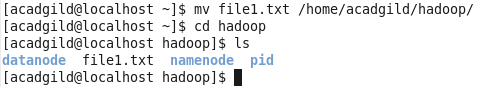 [acadgild@localhost ~]$ mv file1.txt /home/acadgild/hadoop/
[acadgild@localhost ~]$ cd hadoop
[acadgild@localhost hadoop]$ ls
datanode  file1.txt  namenode  pid
[acadgild@localhost hadoop]$